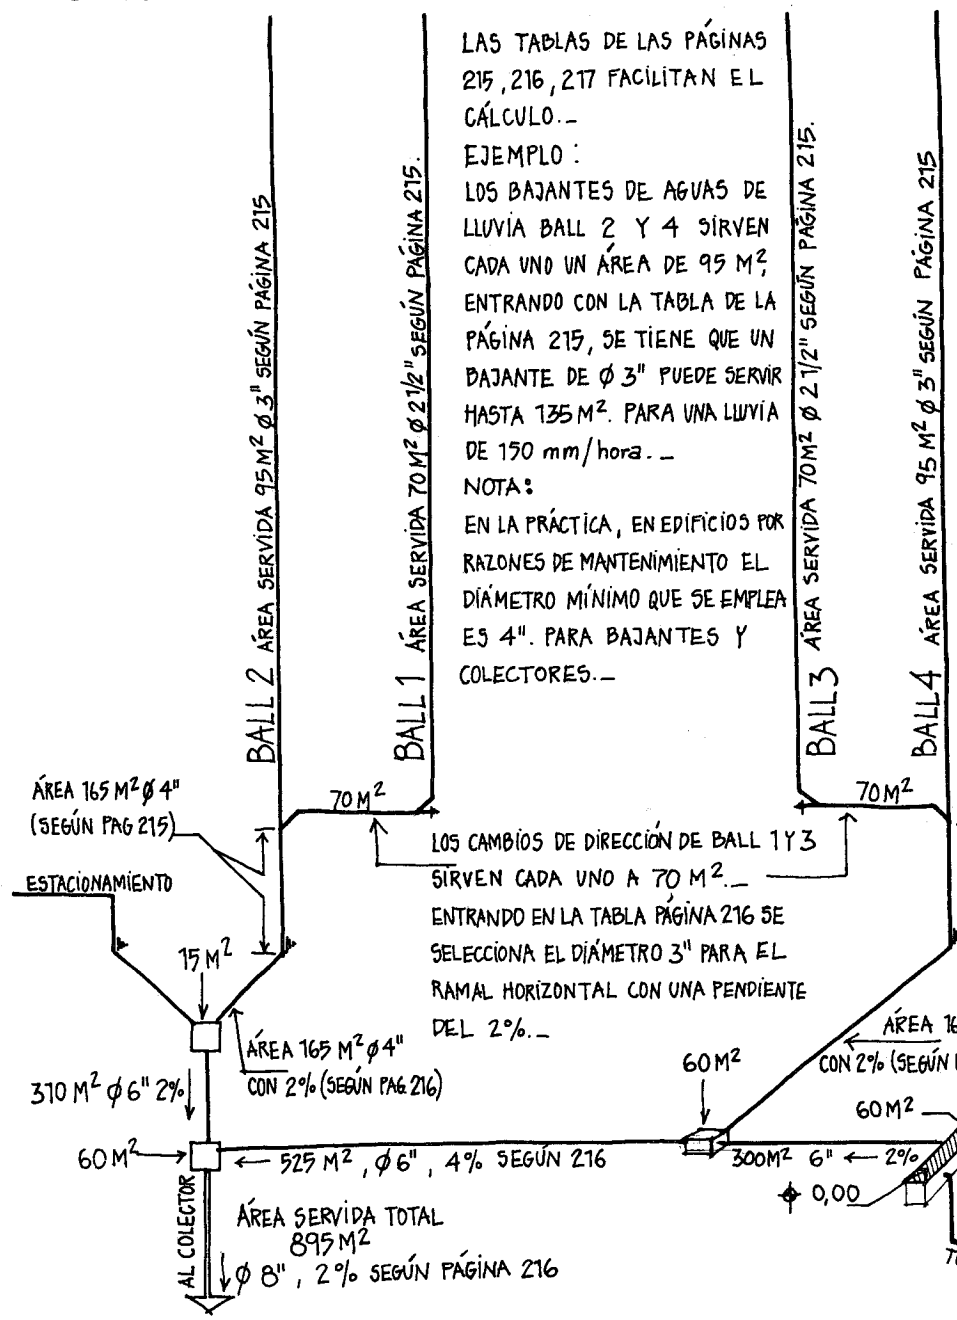 LAS TABLAS DE LAS PÁGINAS
215, 216, 217 FACILITAN EL
CÁLCULO._
EJEMPLO :
LOS BAJANTES DE AGUAS DE
LLUVIA BALL 2 Y 4 SIRVEN
CADA UNO UN ÁREA DE 95 M²,
ENTRANDO CON LA TABLA DE LA
PÁGINA 215, SE TIENE QUE UN
BAJANTE DE Ø 3" PUEDE SERVIR
HASTA 135 M². PARA UNA LLUVIA
DE 150 mm/hora._
NOTA:
EN LA PRÁCTICA, EN EDIFICIOS POR
RAZONES DE MANTENIMIENTO EL
DIÁMETRO MÍNIMO QUE SE EMPLEA
ES 4". PARA BAJANTES Y
COLECTORES._
BALL 2 ÁREA SERVIDA 95 M² Ø 3" SEGÚN PÁGINA 215
BALL 1 ÁREA SERVIDA 70 M² Ø 2 1/2" SEGÚN PÁGINA 215.
BALL 3 ÁREA SERVIDA 70 M² Ø 2 1/2" SEGÚN PÁGINA 215.
BALL 4 ÁREA SERVIDA 95 M² Ø 3" SEGÚN PÁGINA 215
ÁREA 165 M² Ø 4"
(SEGÚN PAG 215)
70 M²
70 M²
LOS CAMBIOS DE DIRECCIÓN DE BALL 1 Y 3
SIRVEN CADA UNO A 70 M²._
ENTRANDO EN LA TABLA PÁGINA 216 SE
SELECCIONA EL DIÁMETRO 3" PARA EL
RAMAL HORIZONTAL CON UNA PENDIENTE
DEL 2%._
ESTACIONAMIENTO
15 M²
ÁREA 165 M² Ø 4"
CON 2% (SEGÚN PAG 216)
ÁREA 16
CON 2% (SEGÚN
310 M² Ø 6" 2%
60 M²
60 M²
60 M²
525 M², Ø 6", 4% SEGÚN 216
300 M² 6" ← 2%
0,00
AL COLECTOR
ÁREA SERVIDA TOTAL
895 M²
Ø 8", 2% SEGÚN PÁGINA 216